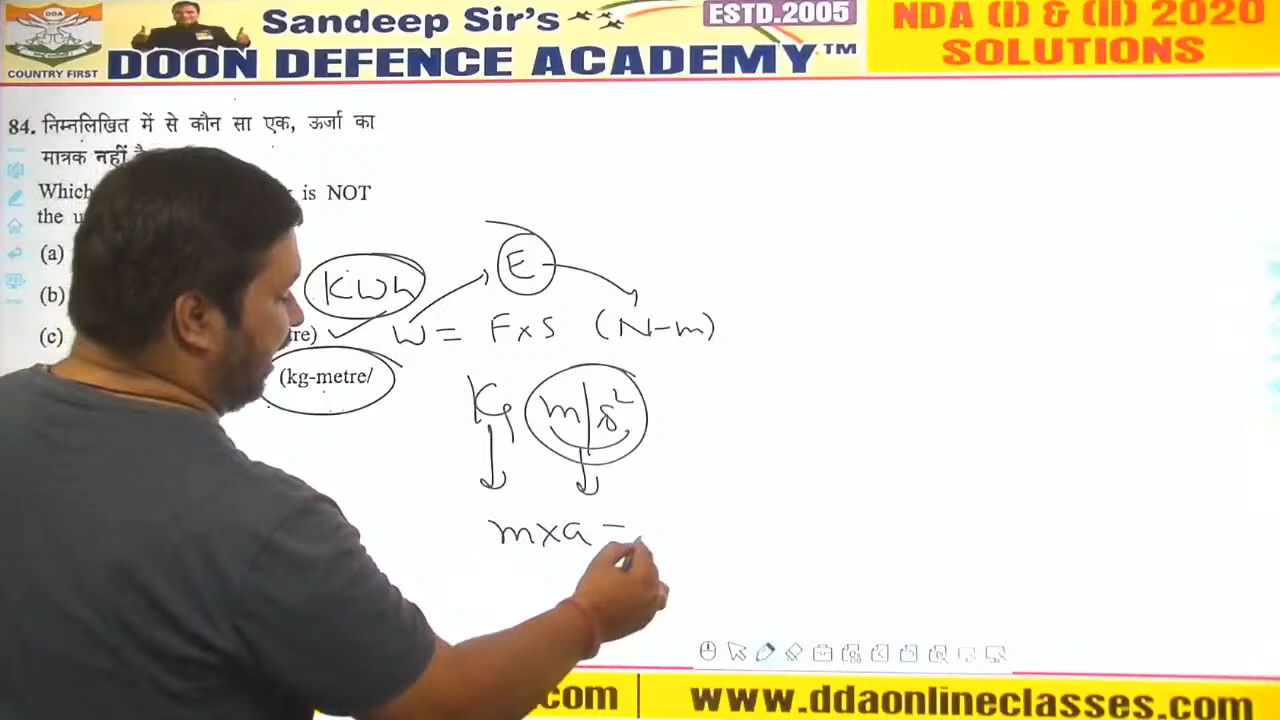 Sandeep Sir's
ESTD.2005
DOON DEFENCE ACADEMY™
DDA
COUNTRY FIRST
NDA (I) & (II) 2020
SOLUTIONS
84. निम्नलिखित में से कौन सा एक, ऊर्जा का
मात्रक नहीं
Which is NOT
the
(a)
(b)
(c)
(kg-metre/
KWh
E
W = F×S (N-m)
Kg m/s²
m×a =
.com
www.ddaonlineclasses.com